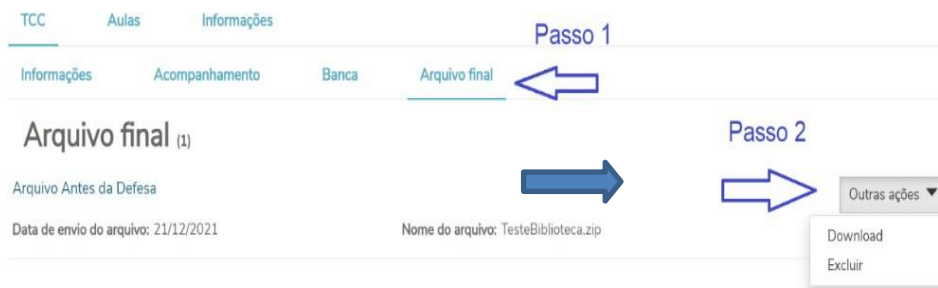 TCC Aulas Informações
Passo 1
Informações Acompanhamento Banca Arquivo final
Arquivo final (1)
Passo 2
Arquivo Antes da Defesa
Outras ações
Data de envio do arquivo: 21/12/2021 Nome do arquivo: TesteBiblioteca.zip
Download
Excluir